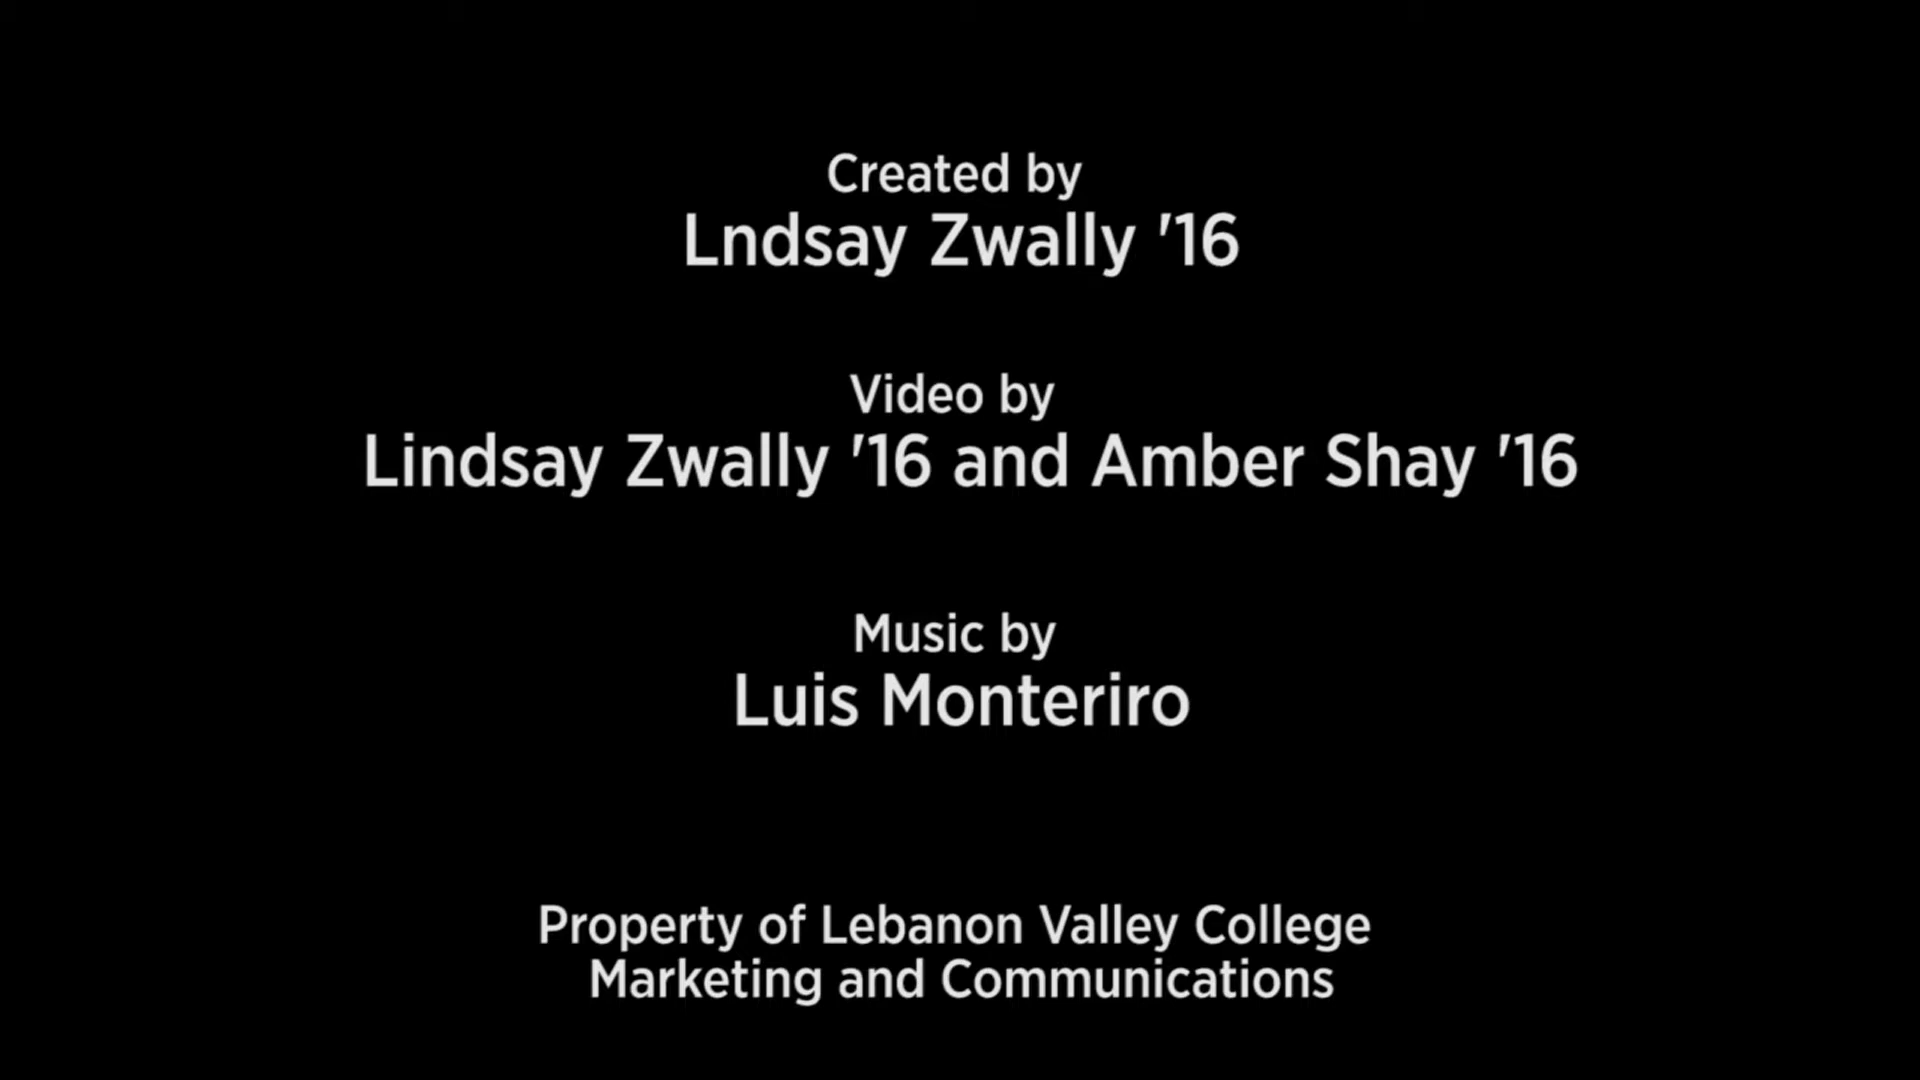 Created by
Lndsay Zwally '16
Video by
Lindsay Zwally '16 and Amber Shay '16
Music by
Luis Monteriro
Property of Lebanon Valley College
Marketing and Communications